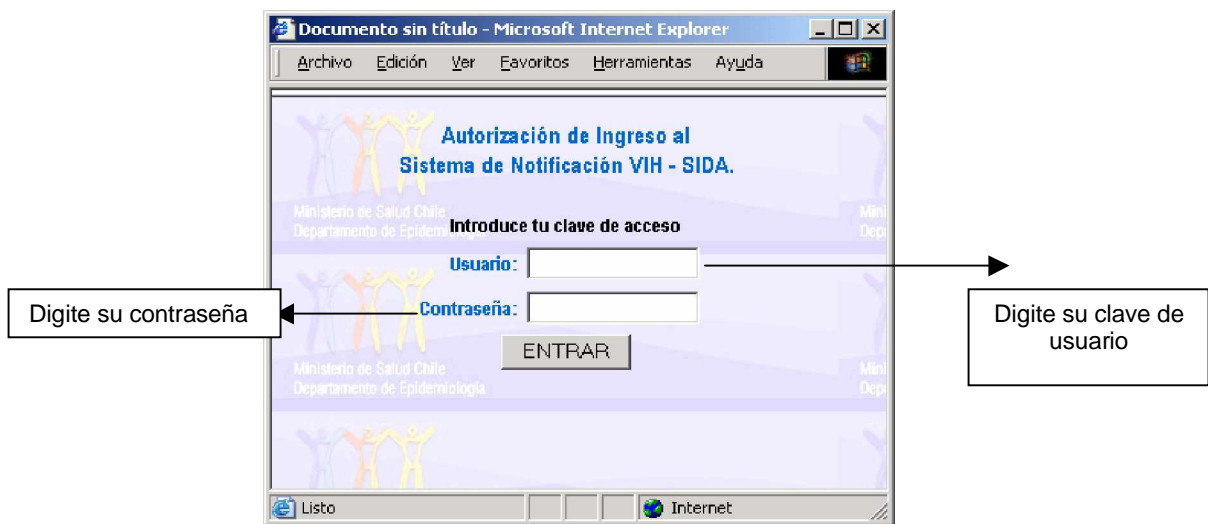 Documento sin título - Microsoft Internet Explorer
Archivo Edición Ver Favoritos Herramientas Ayuda
Autorización de Ingreso al
Sistema de Notificación VIH - SIDA.
Ministerio de Salud Chile
Departamento de Epidemiología
Introduce tu clave de acceso
Usuario:
Contraseña:
ENTRAR
Digite su contraseña
Digite su clave de
usuario
Ministerio de Salud Chile
Departamento de Epidemiología
Listo
Internet